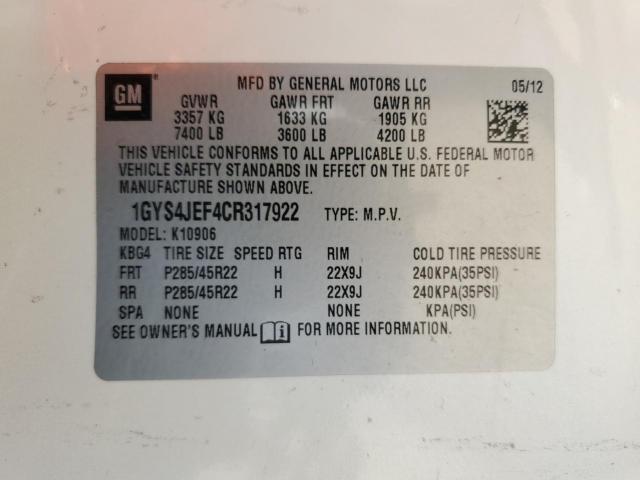 GM
MFD BY GENERAL MOTORS LLC 05/12
GVWR GAWR FRT GAWR RR
3357 KG 1633 KG 1905 KG
7400 LB 3600 LB 4200 LB
THIS VEHICLE CONFORMS TO ALL APPLICABLE U.S. FEDERAL MOTOR
VEHICLE SAFETY STANDARDS IN EFFECT ON THE DATE OF
MANUFACTURE SHOWN ABOVE.
1GYS4JEF4CR317922 TYPE: M.P.V.
MODEL: K10906
KBG4 TIRE SIZE SPEED RTG RIM COLD TIRE PRESSURE
FRT P285/45R22 H 22X9J 240KPA(35PSI)
RR P285/45R22 H 22X9J 240KPA(35PSI)
SPA NONE NONE KPA(PSI)
SEE OWNER'S MANUAL FOR MORE INFORMATION.